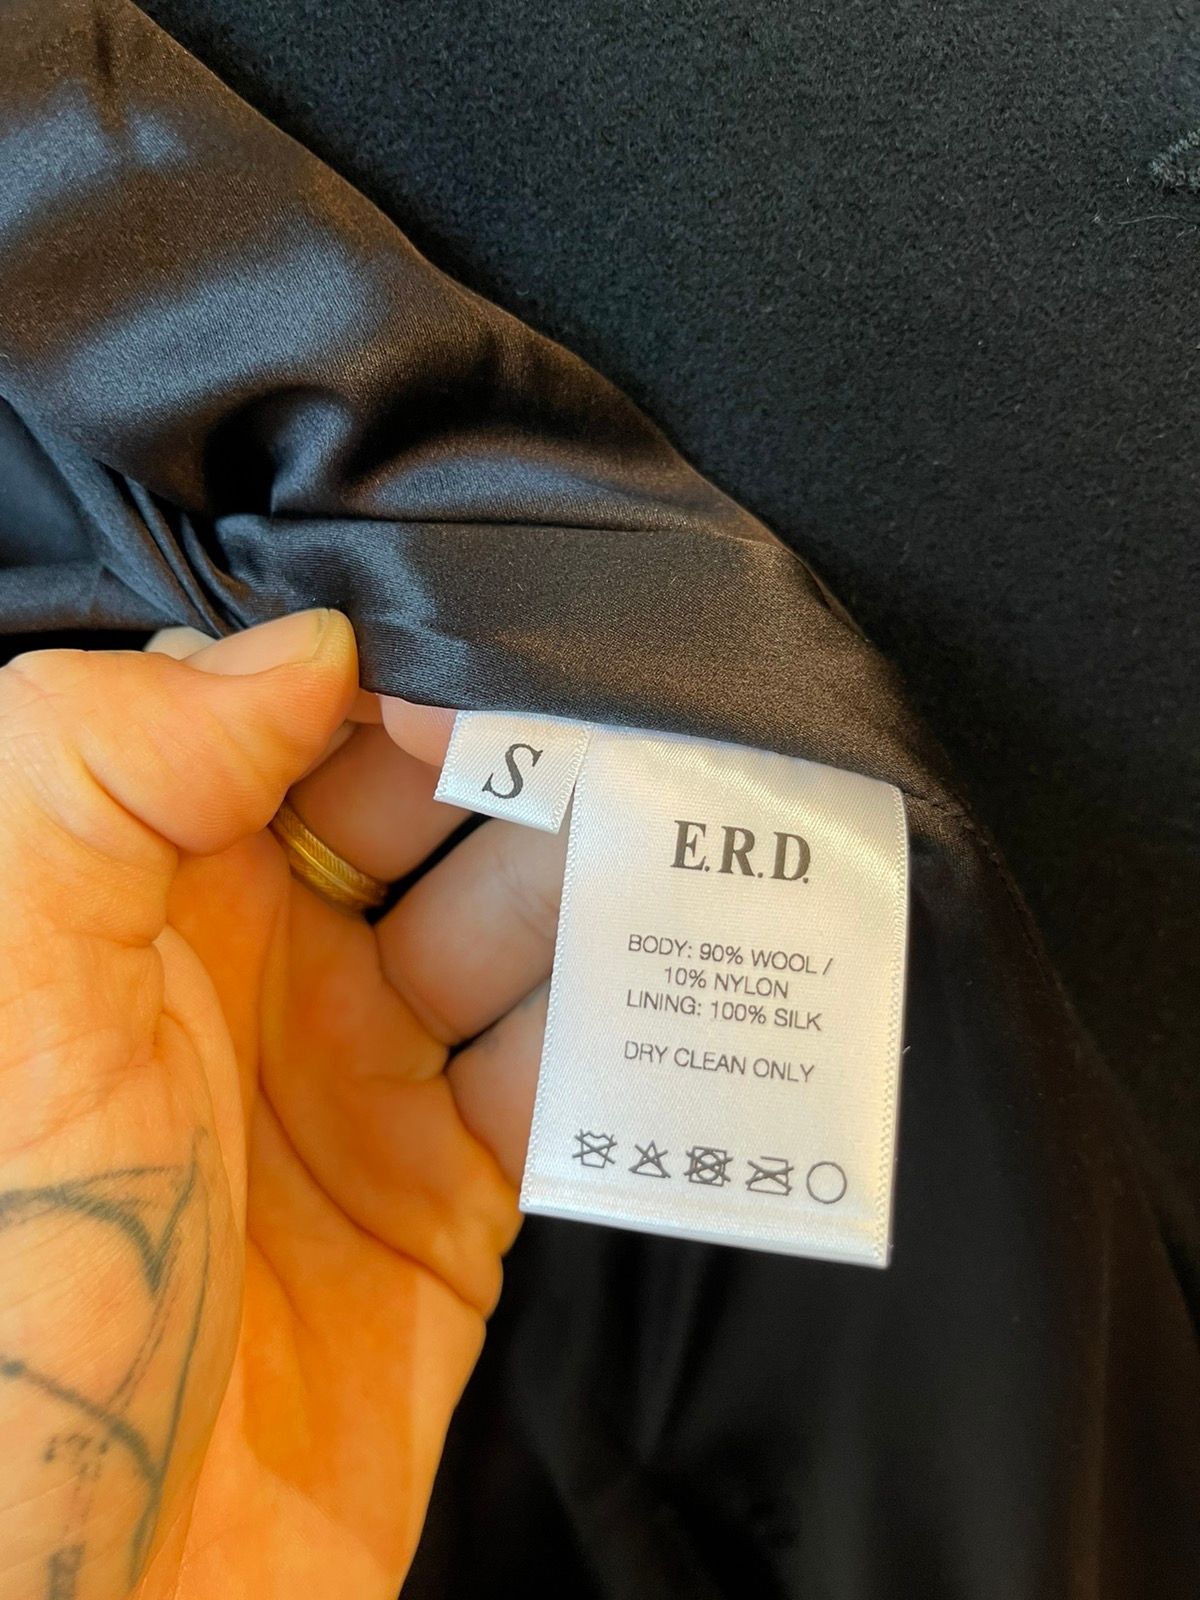 S
E.R.D.
BODY: 90% WOOL /
10% NYLON
LINING: 100% SILK
DRY CLEAN ONLY